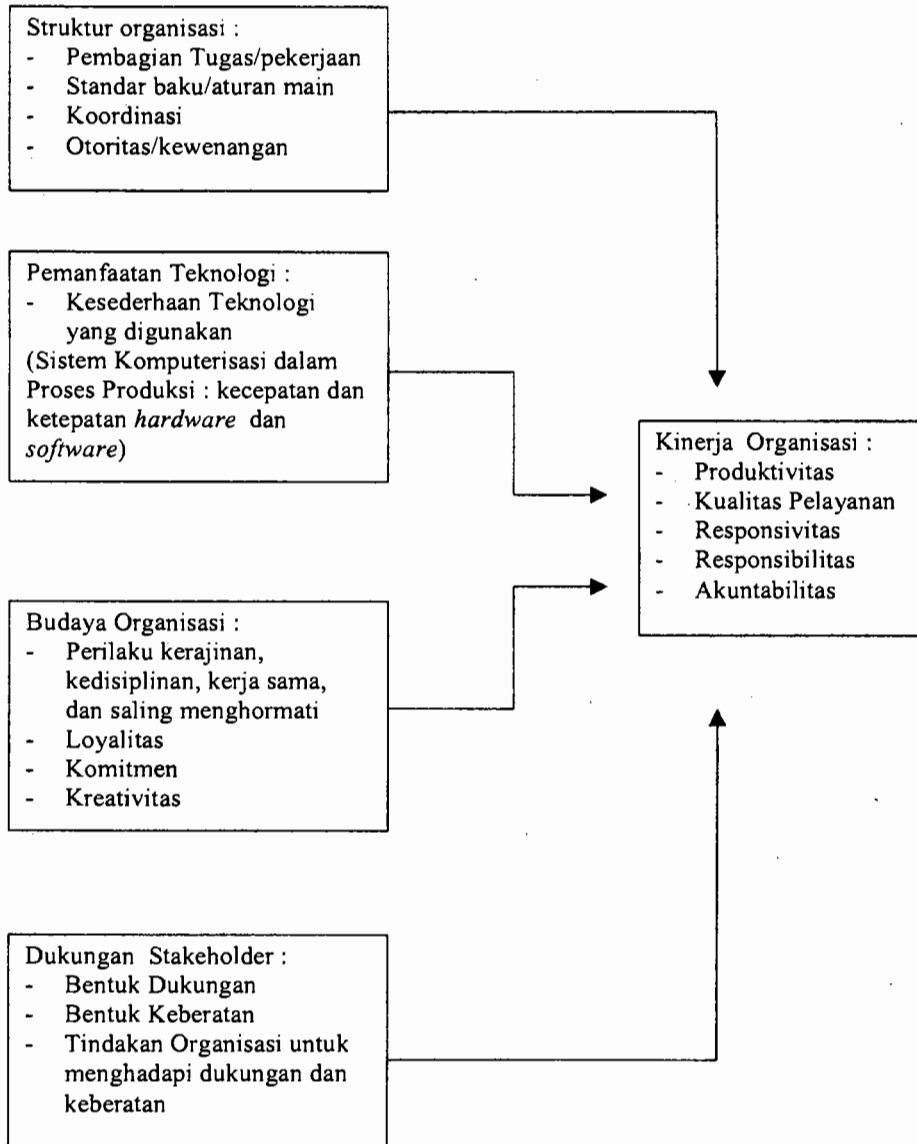 Struktur organisasi :
- Pembagian Tugas/pekerjaan
- Standar baku/aturan main
- Koordinasi
- Otoritas/kewenangan
Pemanfaatan Teknologi :
- Kesederhaan Teknologi
yang digunakan
(Sistem Komputerisasi dalam
Proses Produksi : kecepatan dan
ketepatan hardware dan
software)
Kinerja Organisasi :
- Produktivitas
- Kualitas Pelayanan
- Responsivitas
- Responsibilitas
- Akuntabilitas
Budaya Organisasi :
- Perilaku kerajinan,
kedisiplinan, kerja sama,
dan saling menghormati
- Loyalitas
- Komitmen
- Kreativitas
Dukungan Stakeholder :
- Bentuk Dukungan
- Bentuk Keberatan
- Tindakan Organisasi untuk
menghadapi dukungan dan
keberatan